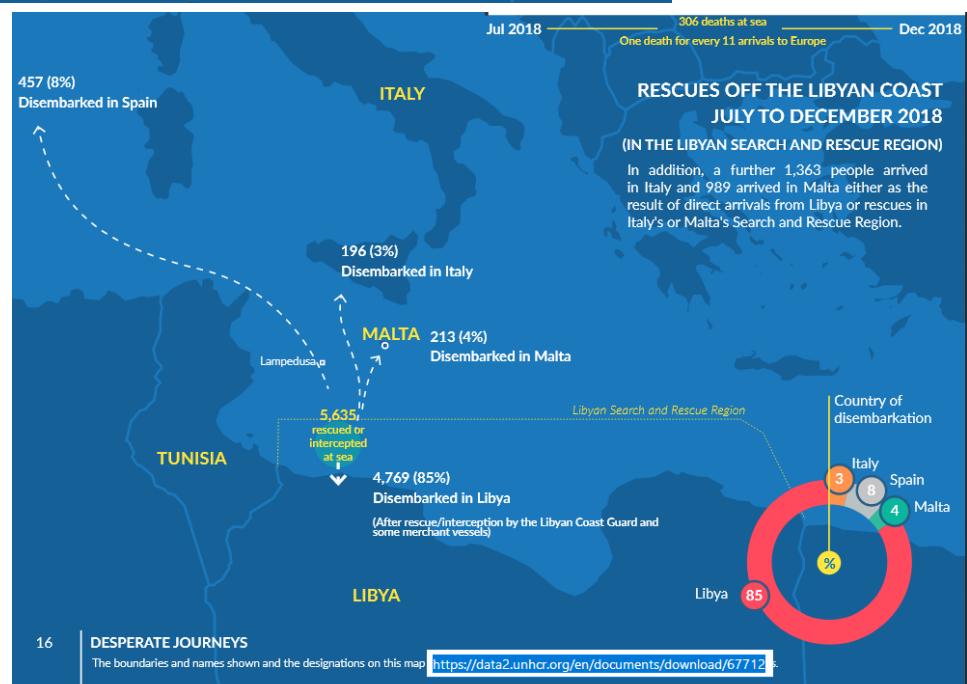 306 deaths at sea
Jul 2018
Dec 2018
One death for every 11 arrivals to Europe
457 (8%)
Disembarked in Spain
ITALY
RESCUES OFF THE LIBYAN COAST
JULY TO DECEMBER 2018
(IN THE LIBYAN SEARCH AND RESCUE REGION)
In addition, a further 1,363 people arrived
in Italy and 989 arrived in Malta either as the
result of direct arrivals from Libya or rescues in
Italy's or Malta's Search and Rescue Region.
196 (3%)
Disembarked in Italy
MALTA
213 (4%)
Disembarked in Malta
Lampedusa
5,635
rescued or
intercepted
at sea
Libyan Search and Rescue Region
TUNISIA
4,769 (85%)
Disembarked in Libya
(After rescue/interception by the Libyan Coast Guard and
some merchant vessels)
LIBYA
Country of
disembarkation
Italy
3
Spain
8
Malta
4
%
Libya
85
16
DESPERATE JOURNEYS
The boundaries and names shown and the designations on this map https://data2.unhcr.org/en/documents/download/67712